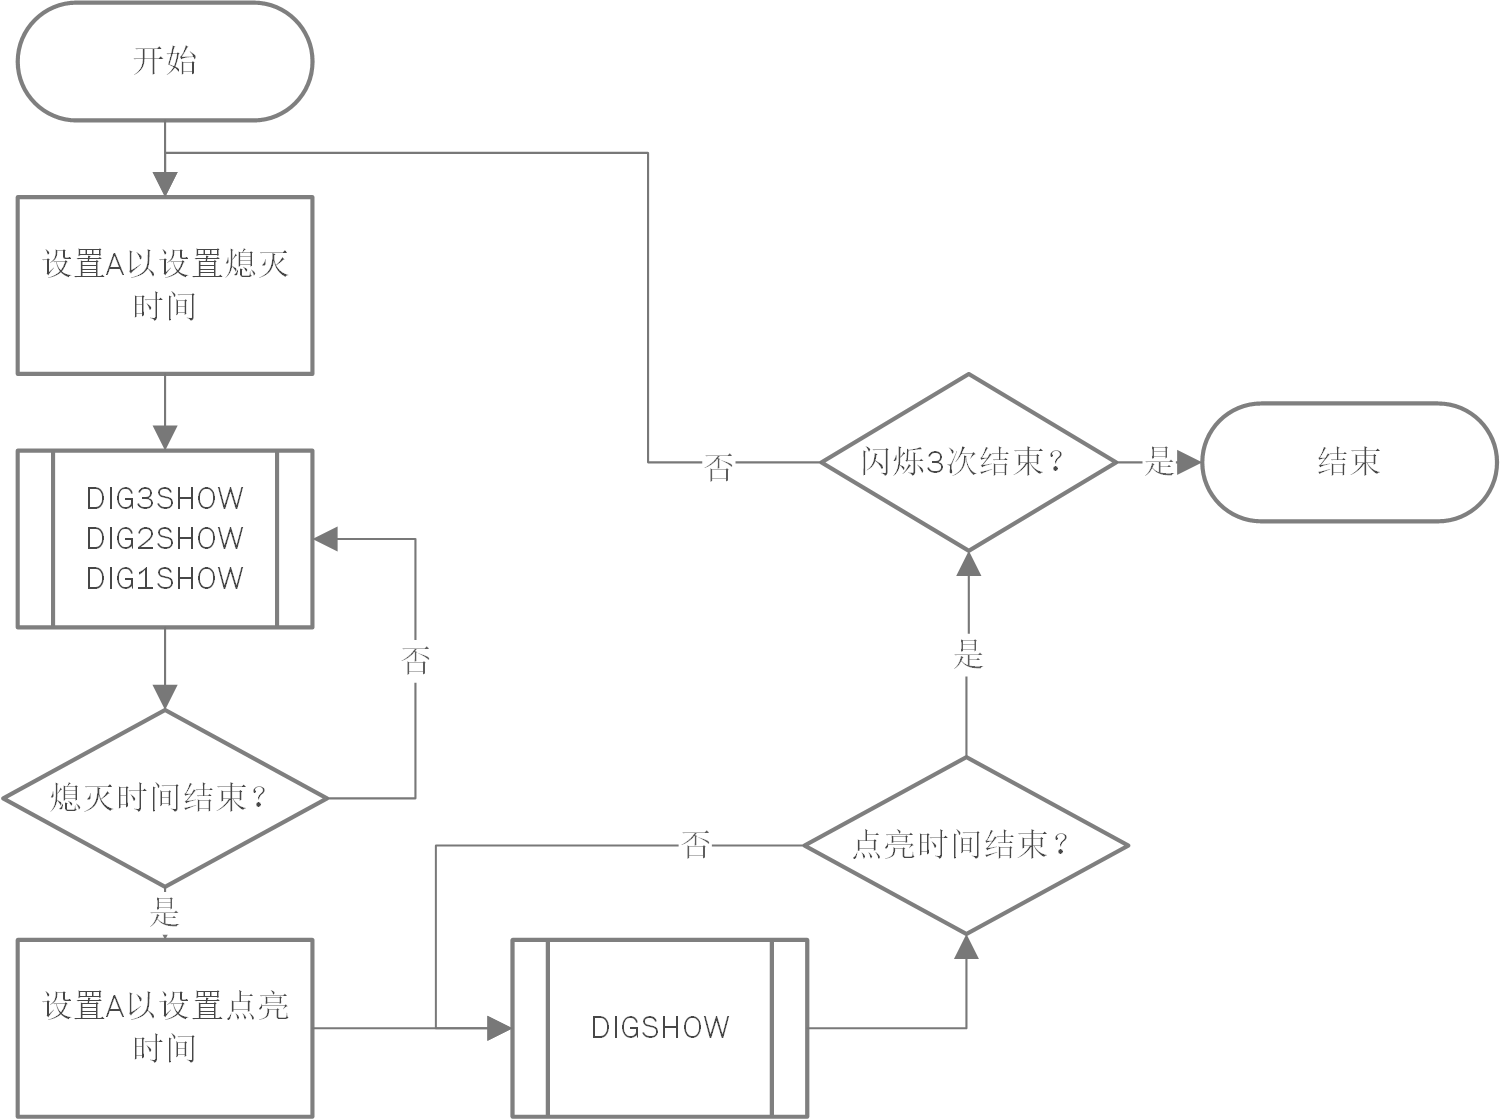 开始
设置A以设置熄灭
时间
DIG3SHOW
DIG2SHOW
DIG1SHOW
否
熄灭时间结束？
是
设置A以设置点亮
时间
DIGSHOW
否
点亮时间结束？
是
闪烁3次结束？
否
是
结束